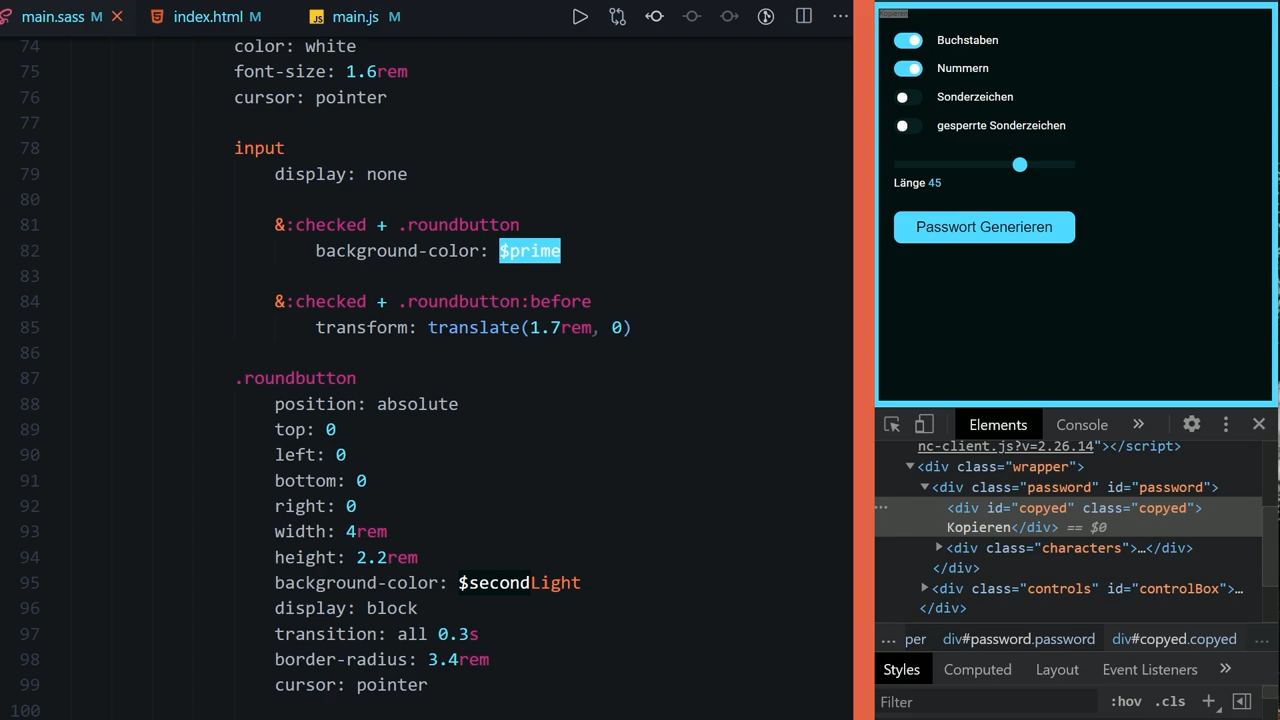 main.sass M
index.html M
JS main.js M
74 color: white
75 font-size: 1.6rem
76 cursor: pointer
77
78 input
79 display: none
80
81 &:checked + .roundbutton
82 background-color: $prime
83
84 &:checked + .roundbutton:before
85 transform: translate(1.7rem, 0)
86
87 .roundbutton
88 position: absolute
89 top: 0
90 left: 0
91 bottom: 0
92 right: 0
93 width: 4rem
94 height: 2.2rem
95 background-color: $secondLight
96 display: block
97 transition: all 0.3s
98 border-radius: 3.4rem
99 cursor: pointer
100
Buchstaben
Nummern
Sonderzeichen
gesperrte Sonderzeichen
Länge 45
Passwort Generieren
Elements Console »
nc-client.js?v=2.26.14"></script>
<div class="wrapper">
<div class="password" id="password">
<div id="copyed" class="copyed">
Kopieren</div> == $0
<div class="characters">…</div>
</div>
<div class="controls" id="controlBox">…
</div>
... per div#password.password div#copyed.copyed ...
Styles Computed Layout Event Listeners »
Filter :hov .cls +